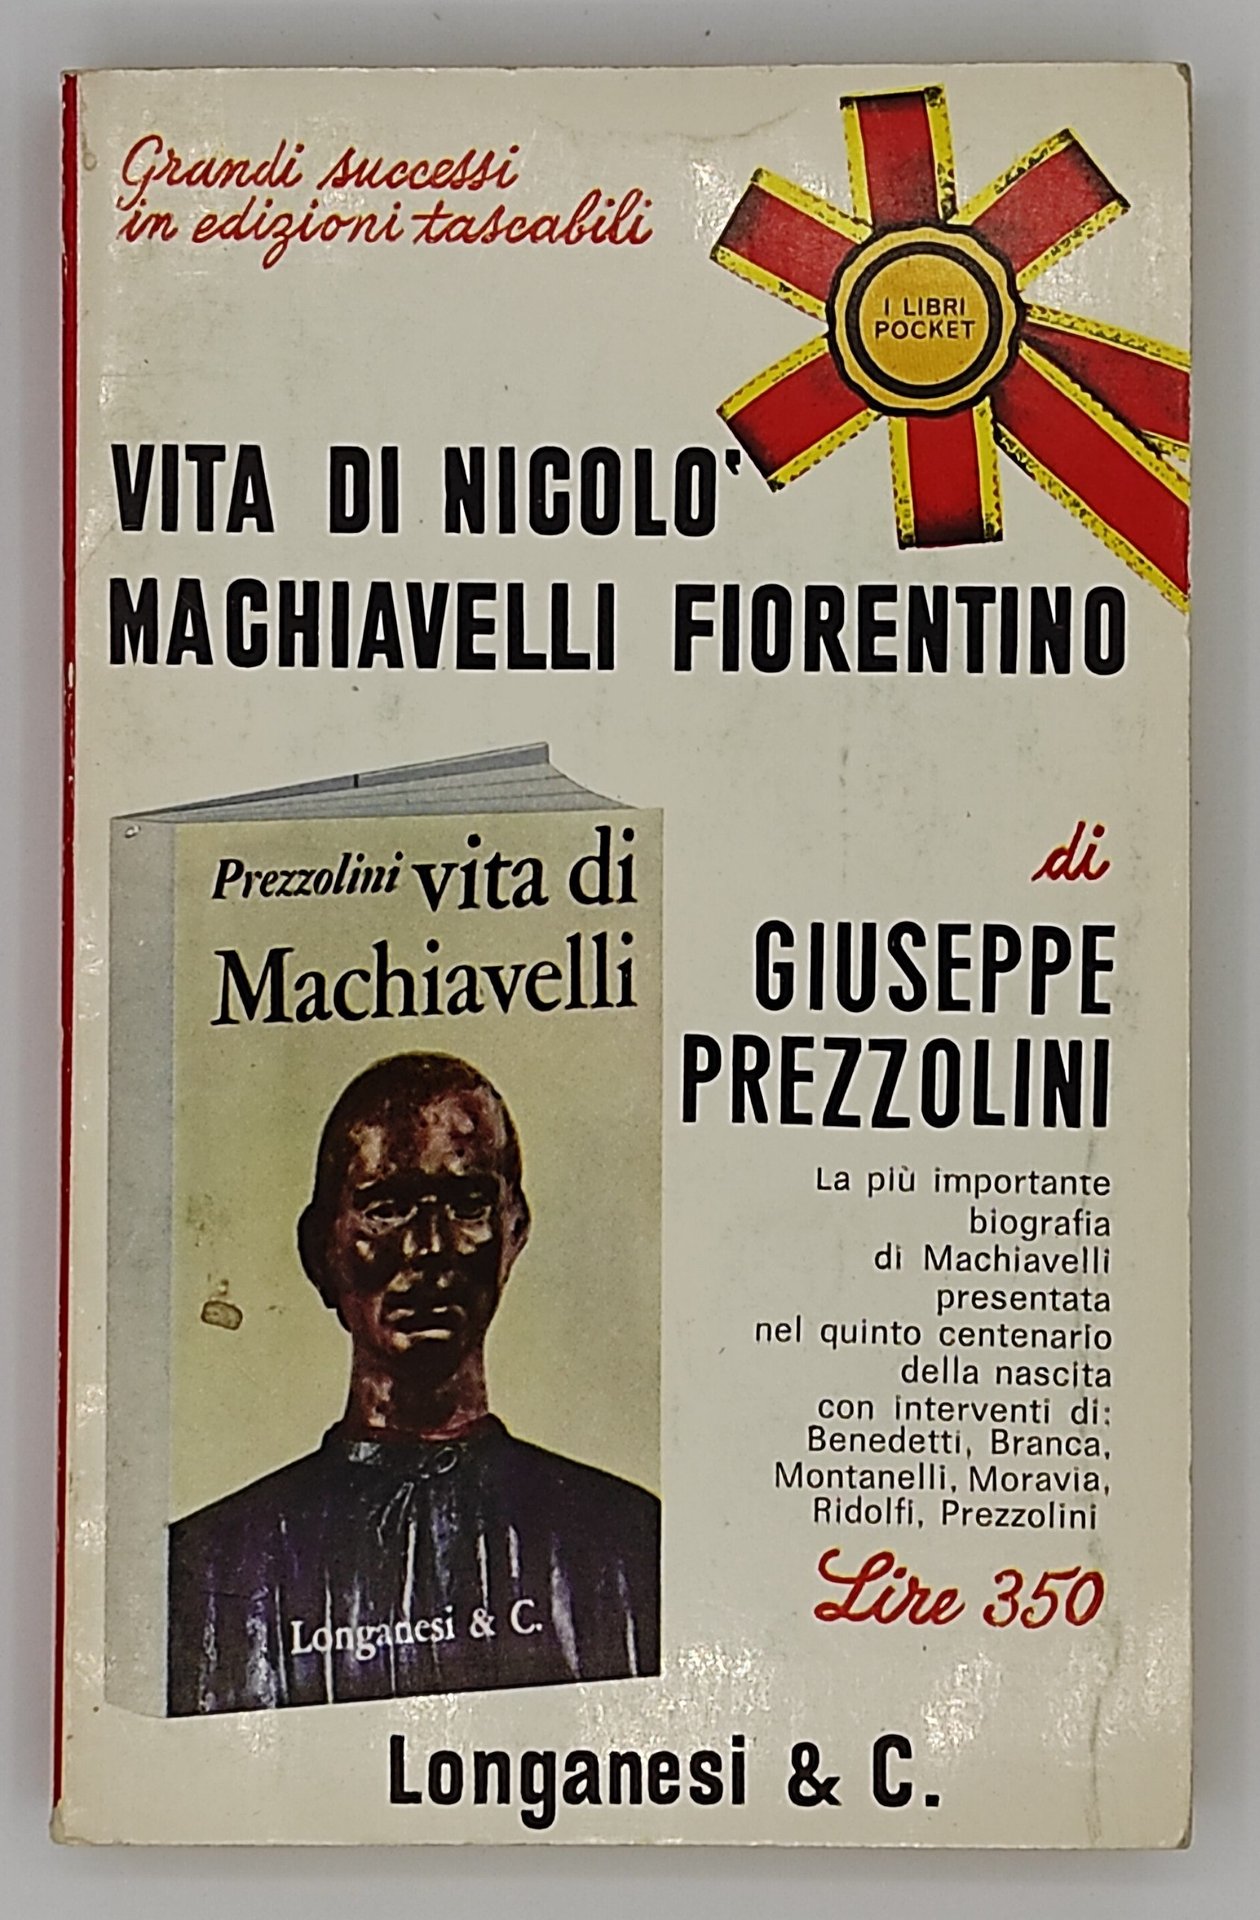 Grandi successi
in edizioni tascabili
I LIBRI
POCKET
VITA DI NICOLO'
MACHIAVELLI FIORENTINO
Prezzolini vita di
Machiavelli
Longanesi & C.
di
GIUSEPPE
PREZZOLINI
La più importante
biografia
di Machiavelli
presentata
nel quinto centenario
della nascita
con interventi di:
Benedetti, Branca,
Montanelli, Moravia,
Ridolfi, Prezzolini
Lire 350
Longanesi & C.